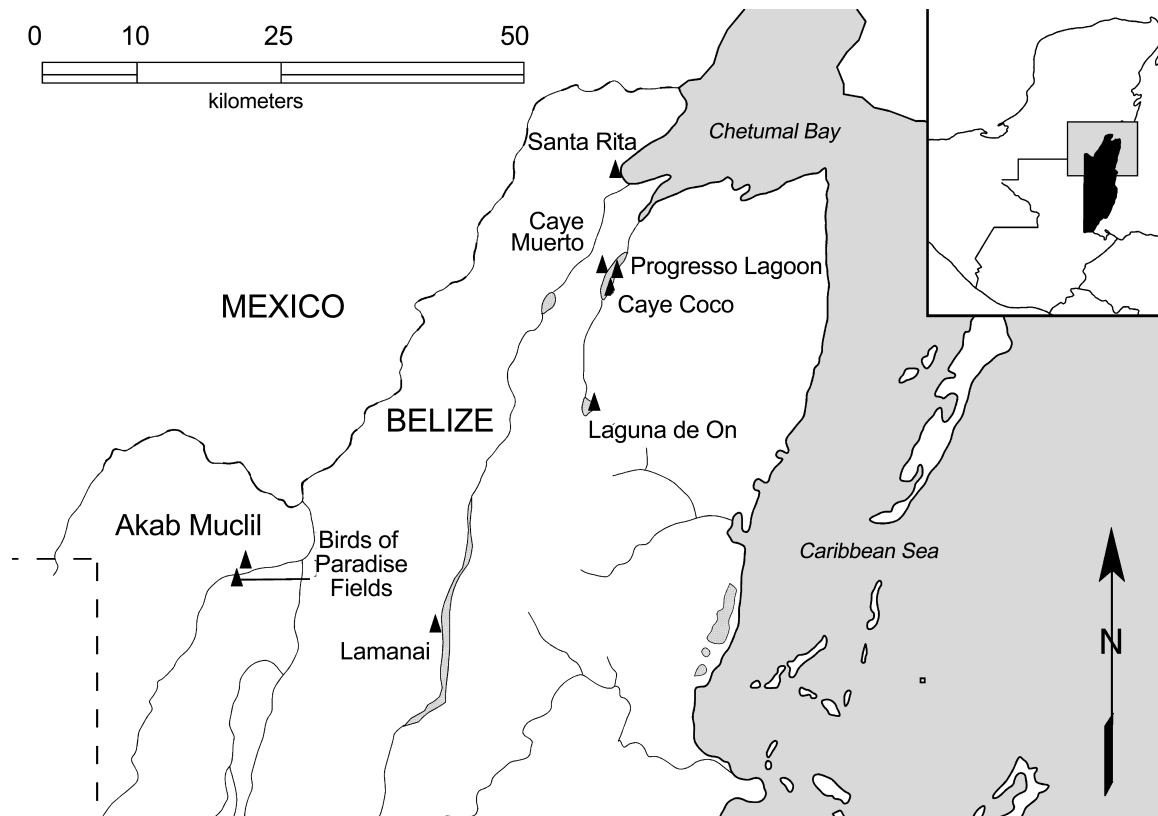 0 10 25 50
kilometers
Chetumal Bay
Santa Rita
Caye
Muerto
Progresso Lagoon
Caye Coco
MEXICO
BELIZE
Laguna de On
Akab Muclil
Birds of
Paradise
Fields
Caribbean Sea
Lamanai
N